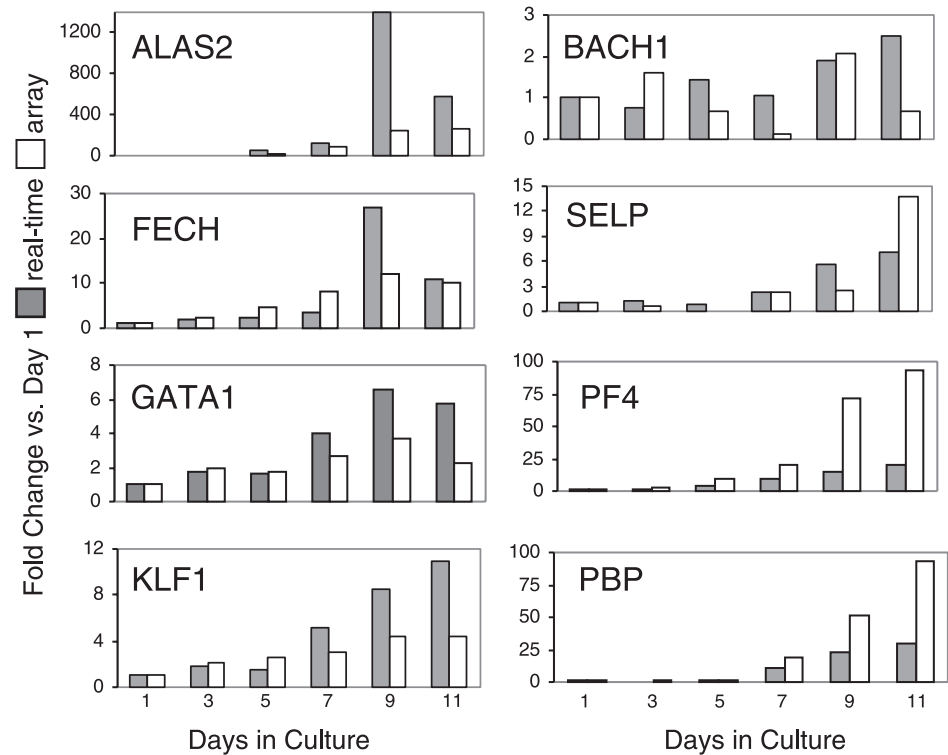 Fold Change vs. Day 1 real-time array
ALAS2
1200
800
400
0
FECH
30
20
10
0
GATA1
8
6
4
2
0
KLF1
12
8
4
0
1 3 5 7 9 11
Days in Culture
BACH1
3
2
1
0
SELP
15
12
9
6
3
0
PF4
100
75
50
25
0
PBP
100
75
50
25
0
1 3 5 7 9 11
Days in Culture